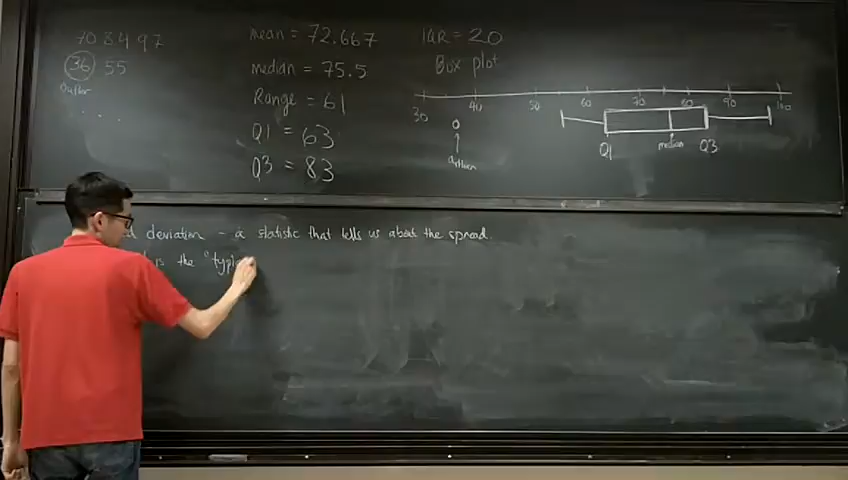 70 84 97
36 55
Outlier
. . . .
mean = 72.667
median = 75.5
Range = 61
Q1 = 63
Q3 = 83
IQR = 20
Box plot
30 40 50 60 70 80 90 100
outlier
Q1 median Q3
d deviation - a statistic that tells us about the spread.
is the "typic